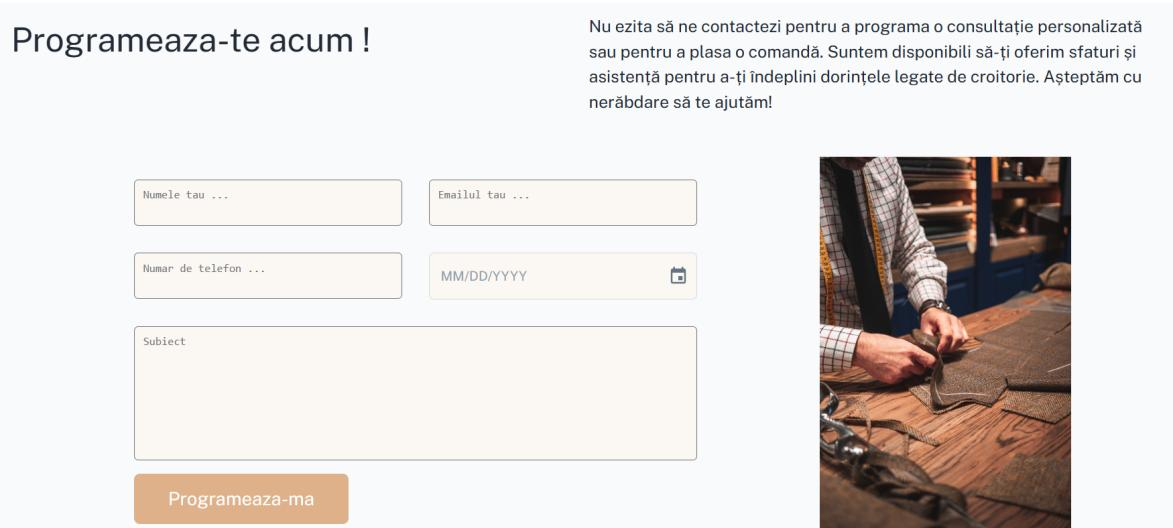 Programeaza-te acum !
Nu ezita să ne contactezi pentru a programa o consultație personalizată
sau pentru a plasa o comandă. Suntem disponibili să-ți oferim sfaturi și
asistență pentru a-ți îndeplini dorințele legate de croitorie. Așteptăm cu
nerăbdare să te ajutăm!
Numele tau ...
Emailul tau ...
Numar de telefon ...
MM/DD/YYYY
Subiect
Programeaza-ma